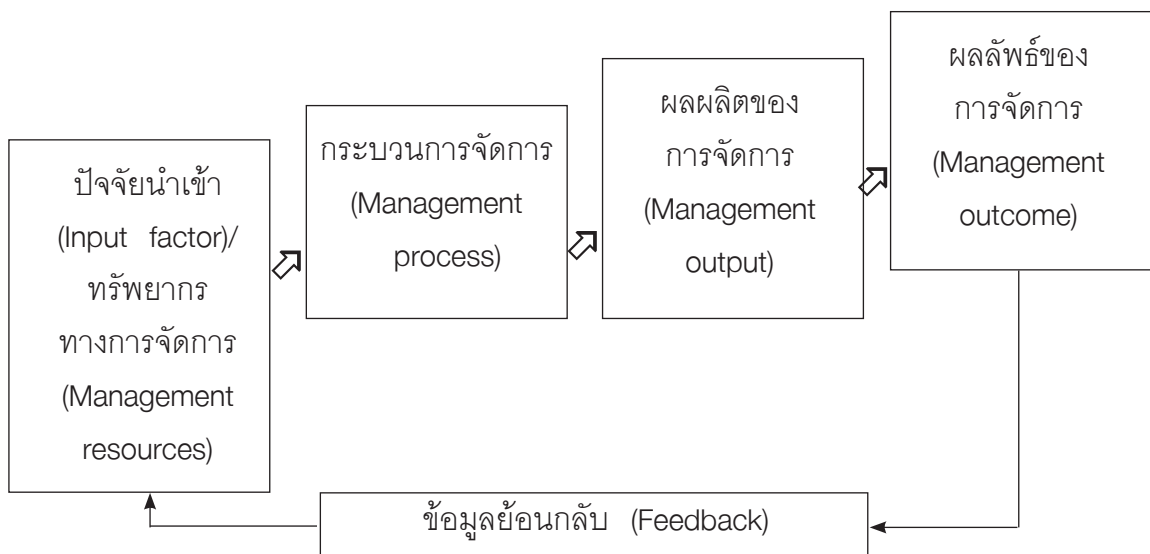 ปัจจัยนำเข้า
(Input factor)/
ทรัพยากร
ทางการจัดการ
(Management
resources)
กระบวนการจัดการ
(Management
process)
ผลผลิตของ
การจัดการ
(Management
output)
ผลลัพธ์ของ
การจัดการ
(Management
outcome)
ข้อมูลย้อนกลับ (Feedback)